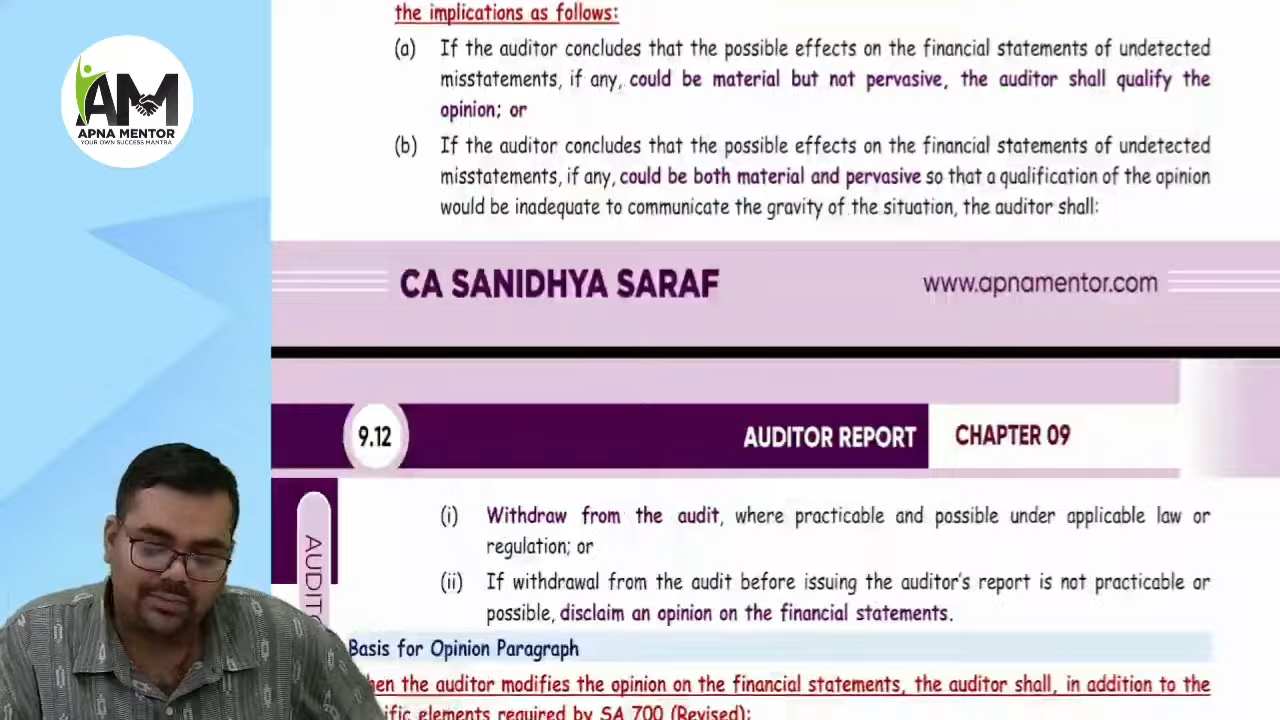 the implications as follows:
(a) If the auditor concludes that the possible effects on the financial statements of undetected
misstatements, if any, could be material but not pervasive, the auditor shall qualify the
opinion; or
(b) If the auditor concludes that the possible effects on the financial statements of undetected
misstatements, if any, could be both material and pervasive so that a qualification of the opinion
would be inadequate to communicate the gravity of the situation, the auditor shall:
AM
APNA MENTOR
YOUR OWN SUCCESS MANTRA
CA SANIDHYA SARAF
www.apnamentor.com
9.12
AUDITOR REPORT
CHAPTER 09
(i) Withdraw from the audit, where practicable and possible under applicable law or
regulation; or
(ii) If withdrawal from the audit before issuing the auditor's report is not practicable or
possible, disclaim an opinion on the financial statements.
Basis for Opinion Paragraph
the auditor modifies the opinion on the financial statements, the auditor shall, in addition to the
elements required by SA 700 (Revised):